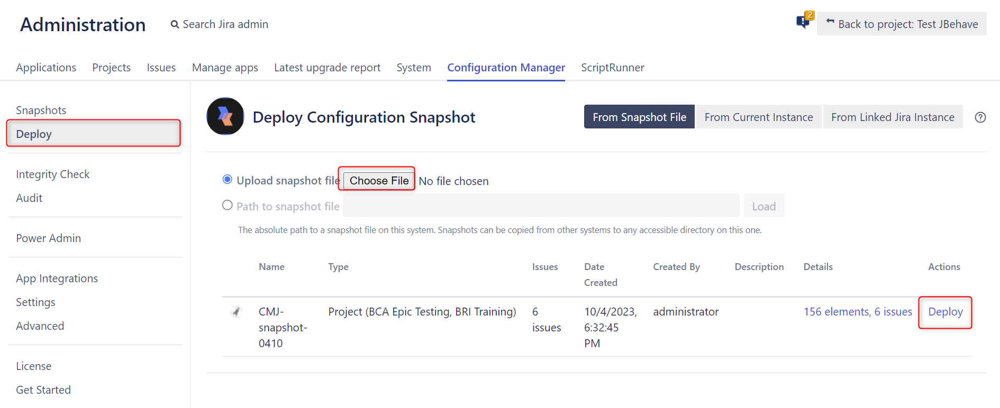 Administration
Search Jira admin
2
Back to project: Test JBehave
Applications Projects Issues Manage apps Latest upgrade report System Configuration Manager ScriptRunner
Snapshots
Deploy
Integrity Check
Audit
Power Admin
App Integrations
Settings
Advanced
License
Get Started
Deploy Configuration Snapshot
From Snapshot File From Current Instance From Linked Jira Instance
Upload snapshot file Choose File No file chosen
Path to snapshot file Load
The absolute path to a snapshot file on this system. Snapshots can be copied from other systems to any accessible directory on this one.
Name Type Issues Date Created By Description Details Actions
Created
CMJ- Project (BCA Epic Testing, BRI Training) 6 10/4/2023, administrator 156 elements, 6 issues Deploy
snapshot- issues 6:32:45
0410 PM